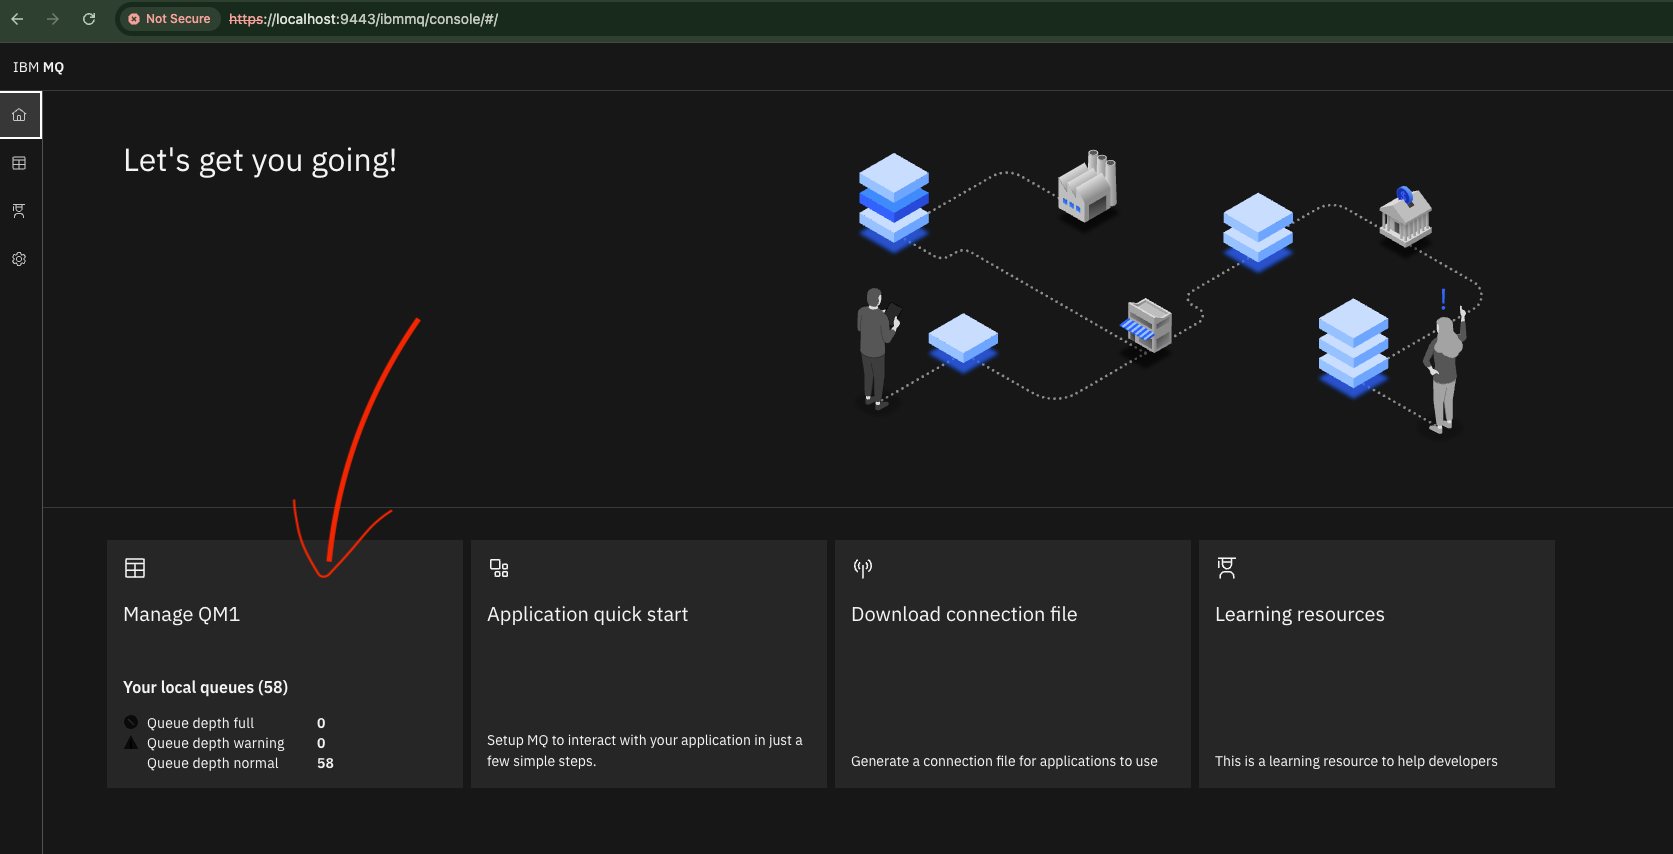 Not Secure https://localhost:9443/ibmmq/console/#/
IBM MQ
Let's get you going!
!
Manage QM1
Your local queues (58)
Queue depth full 0
Queue depth warning 0
Queue depth normal 58
Application quick start
Setup MQ to interact with your application in just a
few simple steps.
Download connection file
Generate a connection file for applications to use
Learning resources
This is a learning resource to help developers